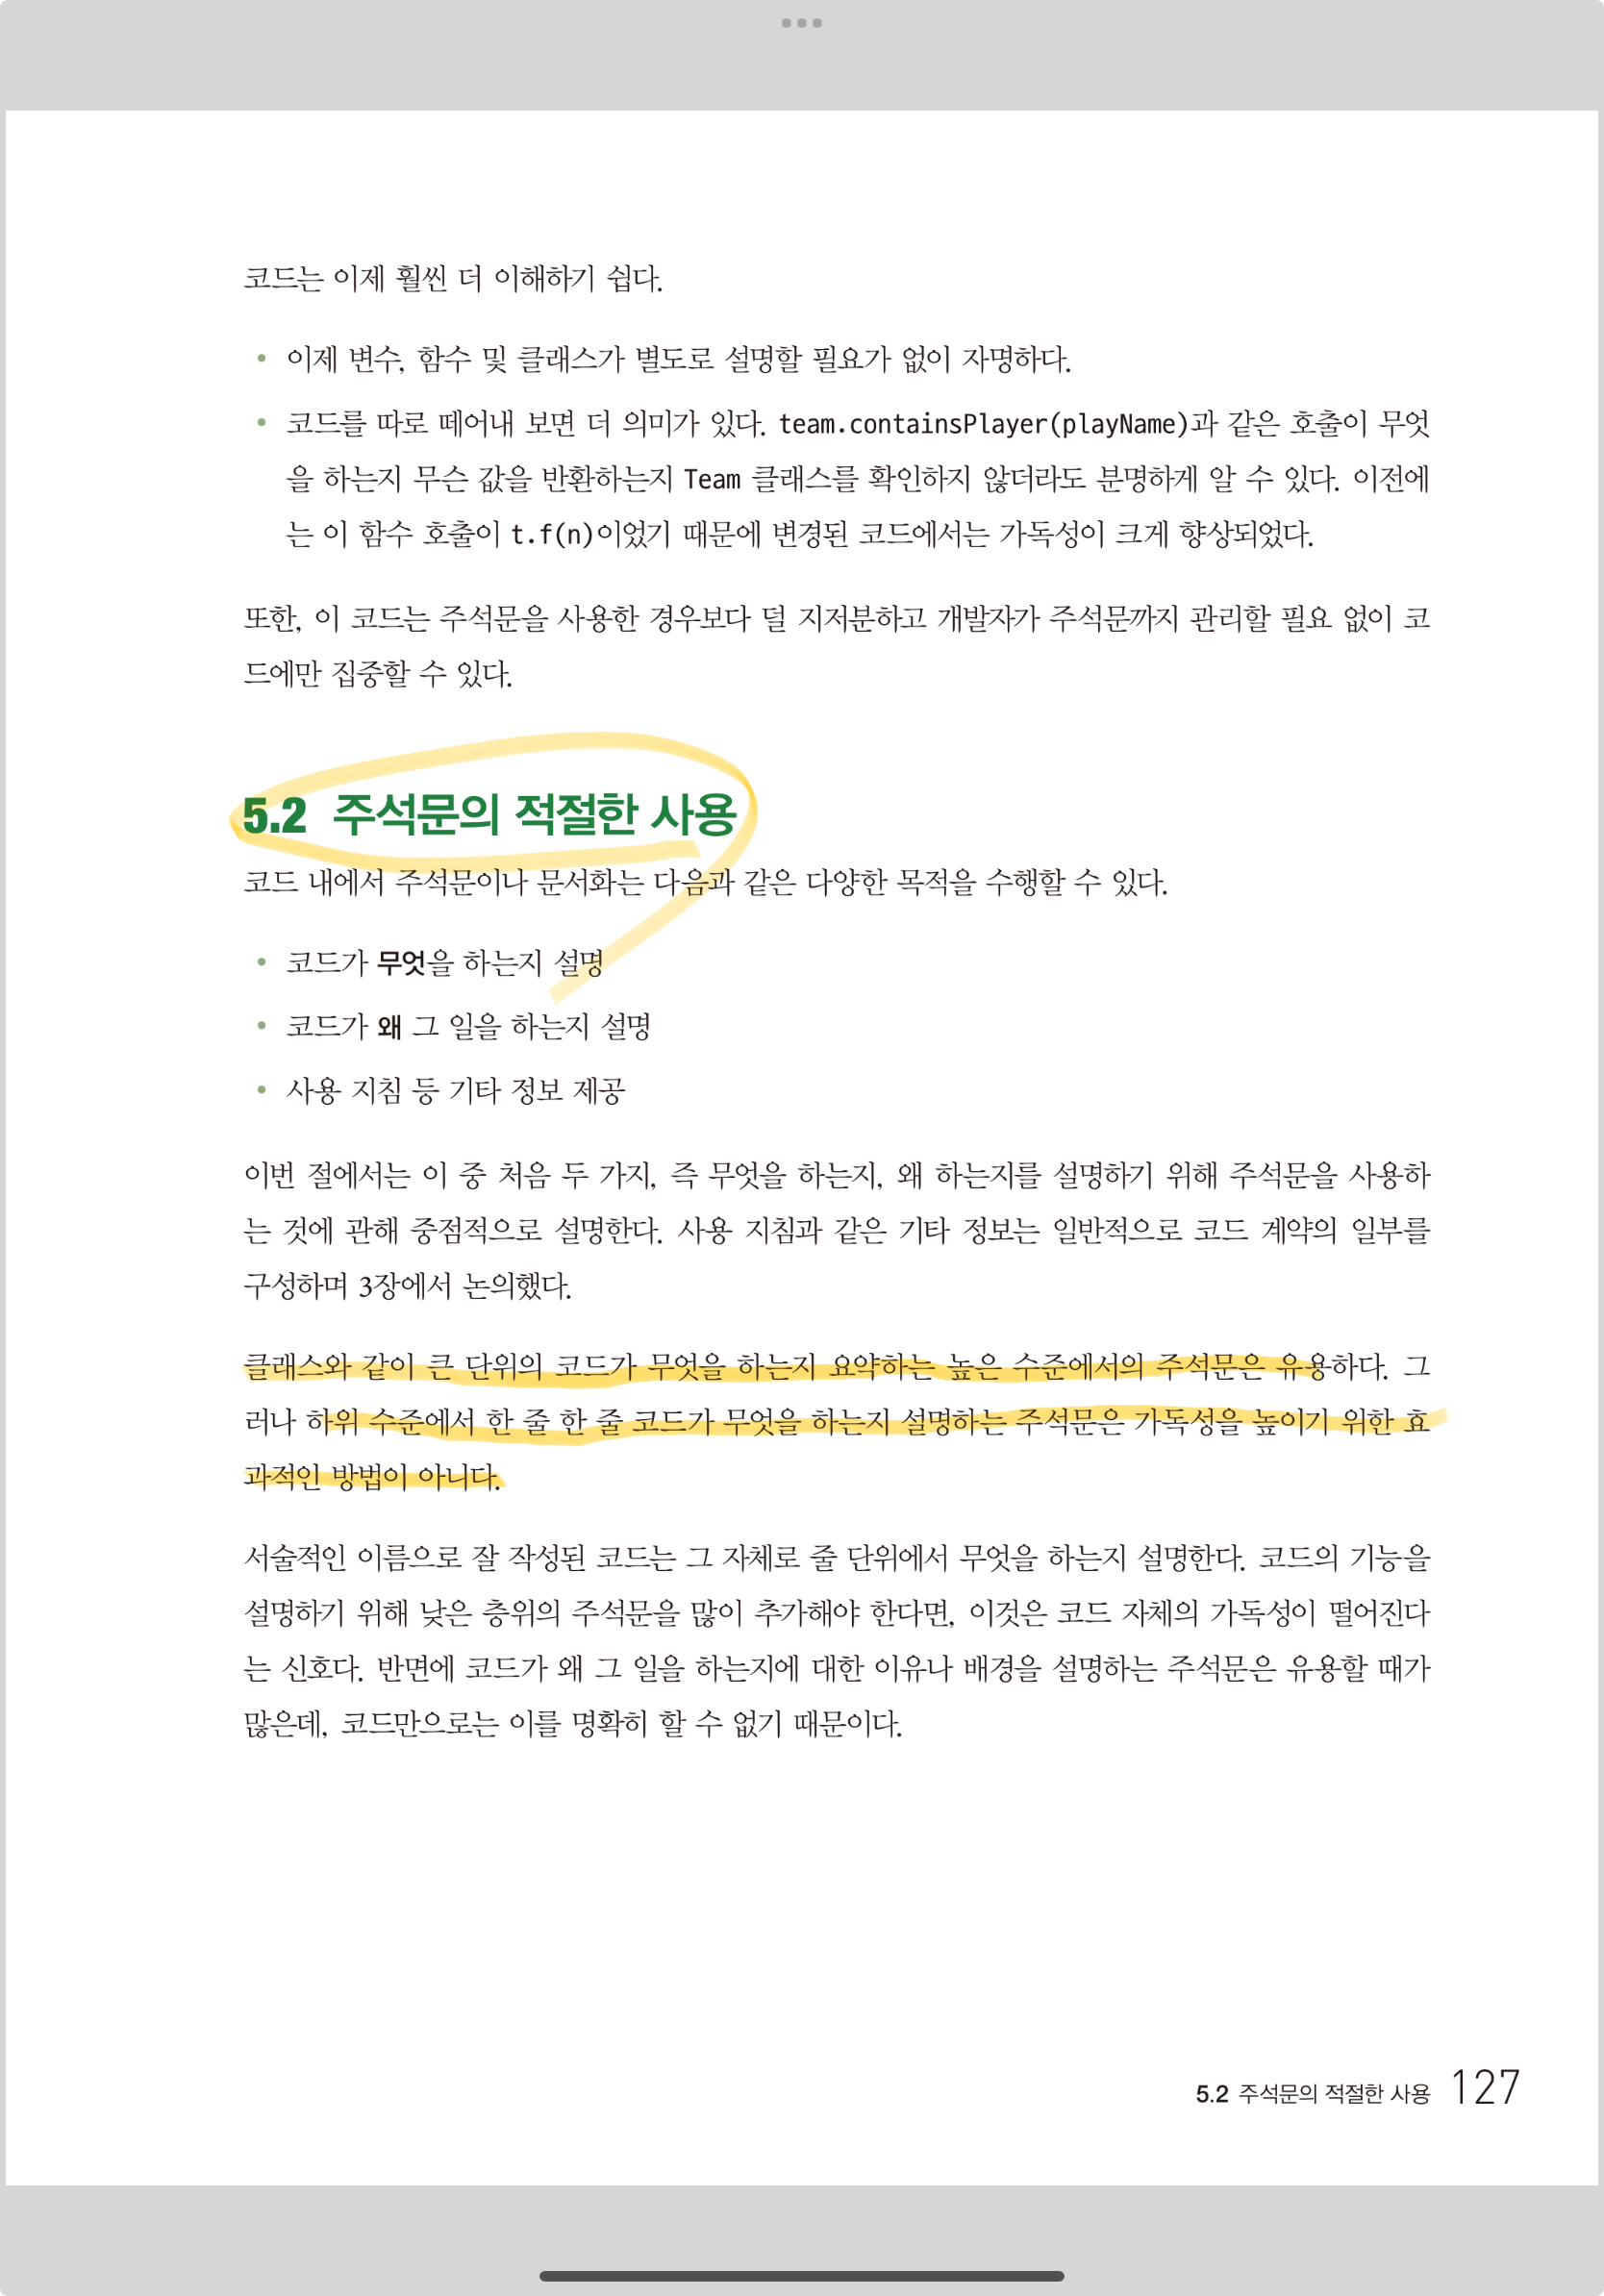 코드는 이제 훨씬 더 이해하기 쉽다.
• 이제 변수, 함수 및 클래스가 별도로 설명할 필요가 없이 자명하다.
• 코드를 따로 떼어내 보면 더 의미가 있다. team.containsPlayer(playName)과 같은 호출이 무엇
을 하는지 무슨 값을 반환하는지 Team 클래스를 확인하지 않더라도 분명하게 알 수 있다. 이전에
는 이 함수 호출이 t.f(n)이었기 때문에 변경된 코드에서는 가독성이 크게 향상되었다.
또한, 이 코드는 주석문을 사용한 경우보다 덜 지저분하고 개발자가 주석문까지 관리할 필요 없이 코
드에만 집중할 수 있다.
5.2 주석문의 적절한 사용
코드 내에서 주석문이나 문서화는 다음과 같은 다양한 목적을 수행할 수 있다.
• 코드가 무엇을 하는지 설명
• 코드가 왜 그 일을 하는지 설명
• 사용 지침 등 기타 정보 제공
이번 절에서는 이 중 처음 두 가지, 즉 무엇을 하는지, 왜 하는지를 설명하기 위해 주석문을 사용하
는 것에 관해 중점적으로 설명한다. 사용 지침과 같은 기타 정보는 일반적으로 코드 계약의 일부를
구성하며 3장에서 논의했다.
클래스와 같이 큰 단위의 코드가 무엇을 하는지 요약하는 높은 수준에서의 주석문은 유용하다. 그
러나 하위 수준에서 한 줄 한 줄 코드가 무엇을 하는지 설명하는 주석문은 가독성을 높이기 위한 효
과적인 방법이 아니다.
서술적인 이름으로 잘 작성된 코드는 그 자체로 줄 단위에서 무엇을 하는지 설명한다. 코드의 기능을
설명하기 위해 낮은 층위의 주석문을 많이 추가해야 한다면, 이것은 코드 자체의 가독성이 떨어진다
는 신호다. 반면에 코드가 왜 그 일을 하는지에 대한 이유나 배경을 설명하는 주석문은 유용할 때가
많은데, 코드만으로는 이를 명확히 할 수 없기 때문이다.
5.2 주석문의 적절한 사용 127